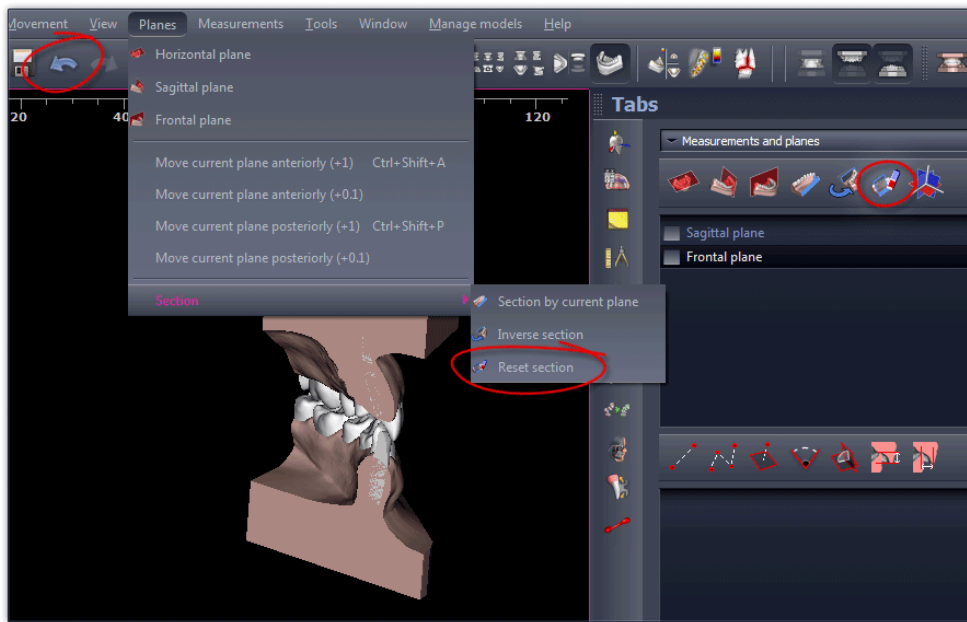 Movement View Planes Measurements Tools Window Manage models Help
Horizontal plane
Sagittal plane
Frontal plane
Move current plane anteriorly (+1) Ctrl+Shift+A
Move current plane anteriorly (+0.1)
Move current plane posteriorly (+1) Ctrl+Shift+P
Move current plane posteriorly (+0.1)
Section
Section by current plane
Inverse section
Reset section
20 40 120
Tabs
Measurements and planes
Sagittal plane
Frontal plane